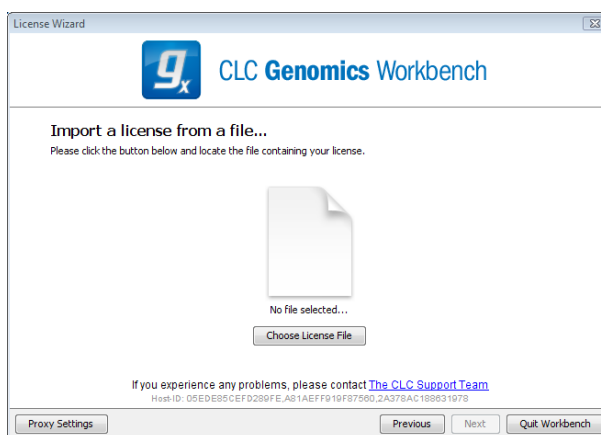 License Wizard
gx CLC Genomics Workbench
Import a license from a file...
Please click the button below and locate the file containing your license.
No file selected...
Choose License File
If you experience any problems, please contact The CLC Support Team
Host-ID: 05EDE85CEFD289FE,A81AEFF919F87560,2A378AC188631978
Proxy Settings Previous Next Quit Workbench